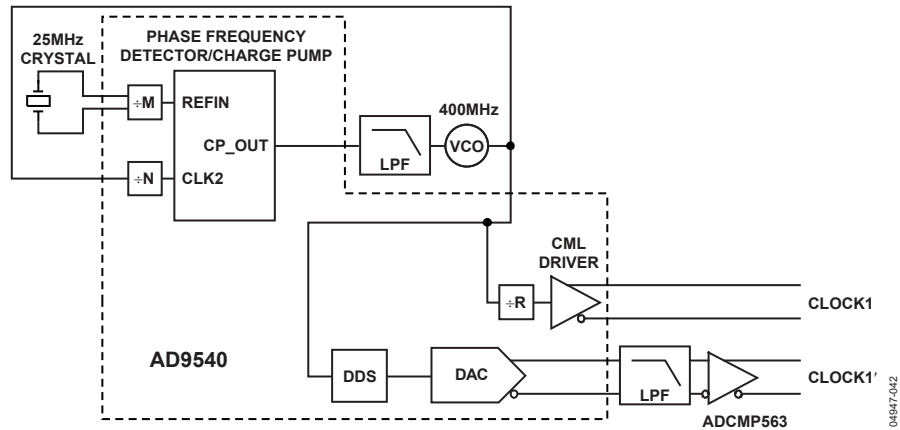 PHASE FREQUENCY
DETECTOR/CHARGE PUMP
25MHz
CRYSTAL
÷M
REFIN
CP_OUT
÷N
CLK2
LPF
400MHz
VCO
CML
DRIVER
÷R
CLOCK1
AD9540
DDS
DAC
LPF
CLOCK1′
ADCMP563
04947-042